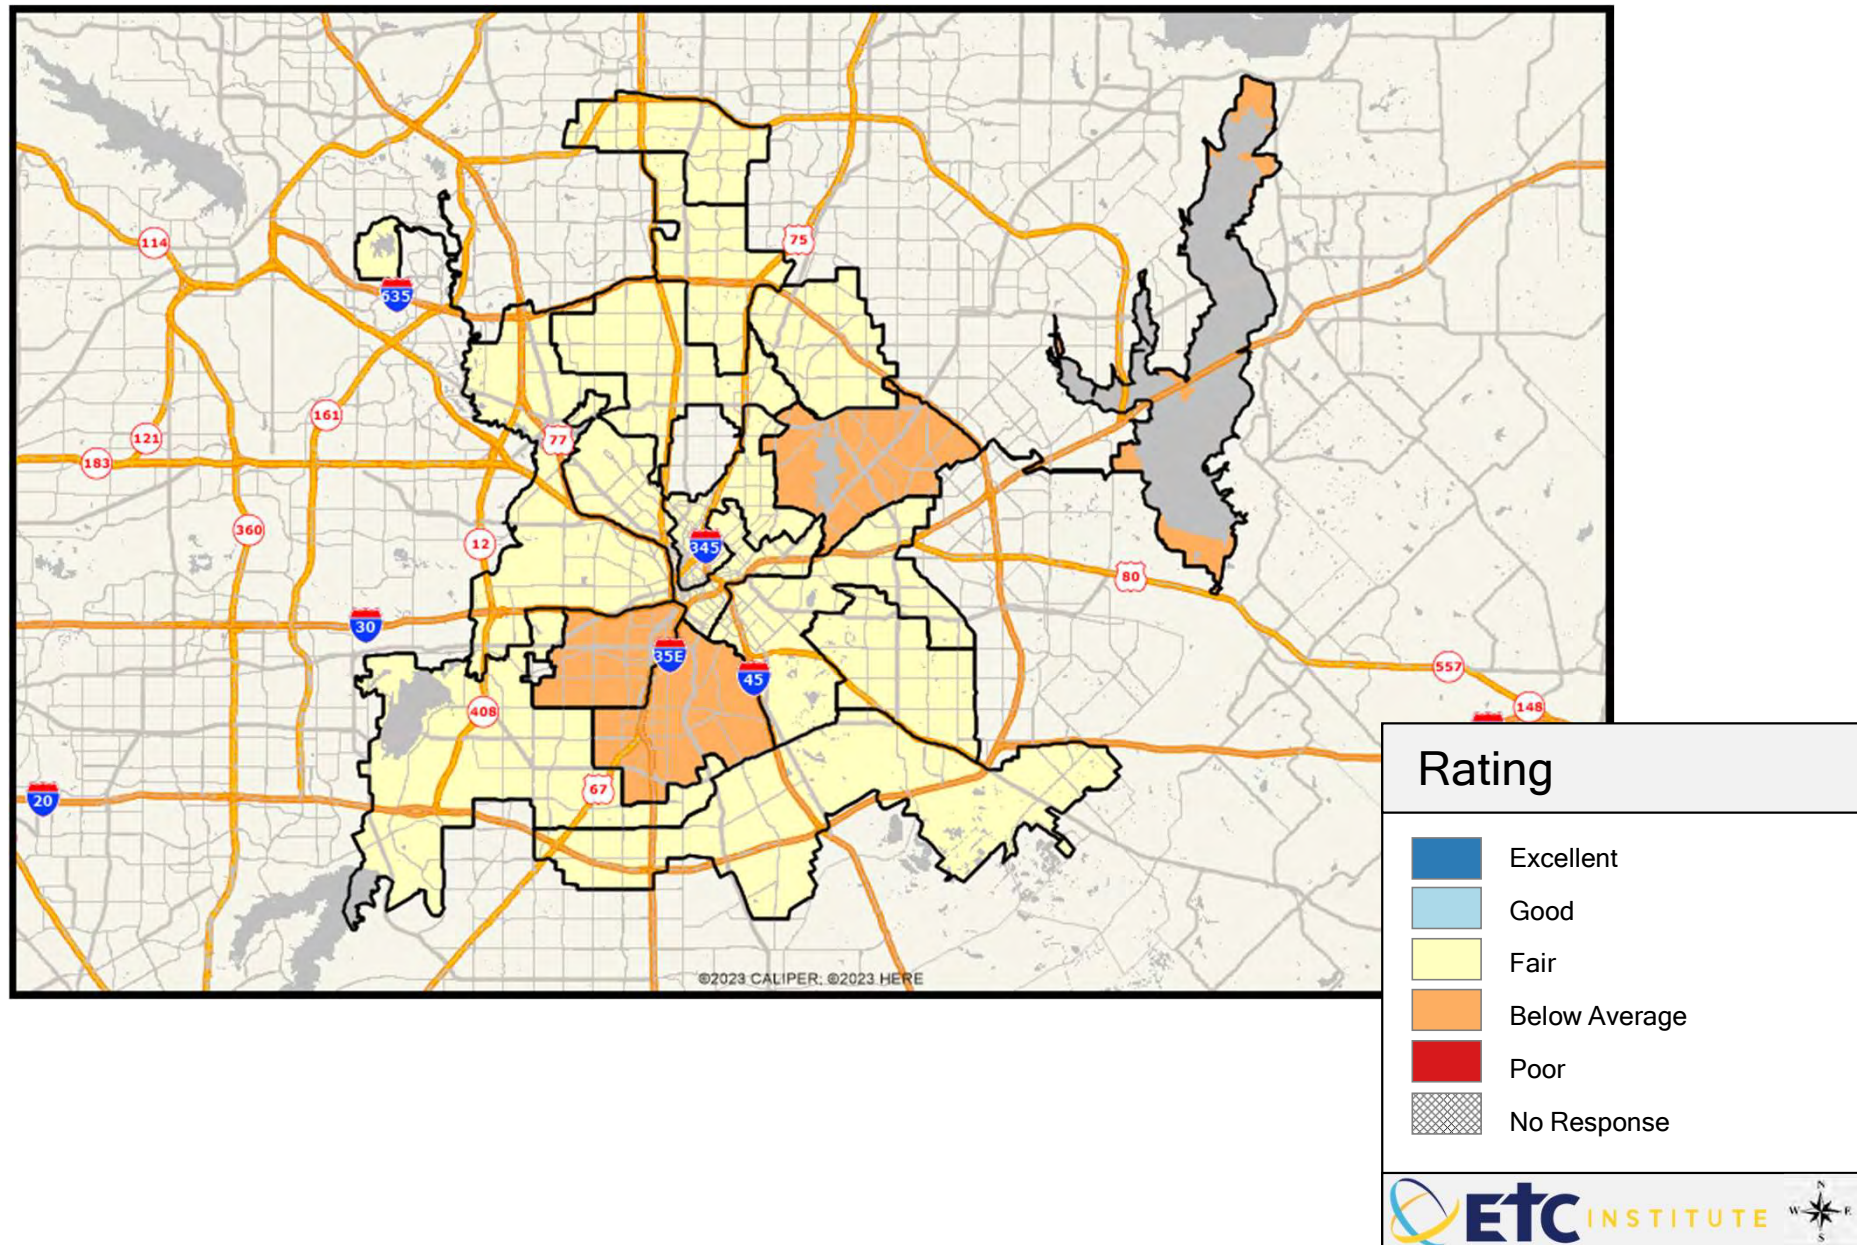 114
75
635
161
121
77
183
360
12
345
80
30
35E
45
557
408
148
67
20
©2023 CALIPER; ©2023 HERE
Rating
Excellent
Good
Fair
Below Average
Poor
No Response
ETC INSTITUTE
N
W E
S